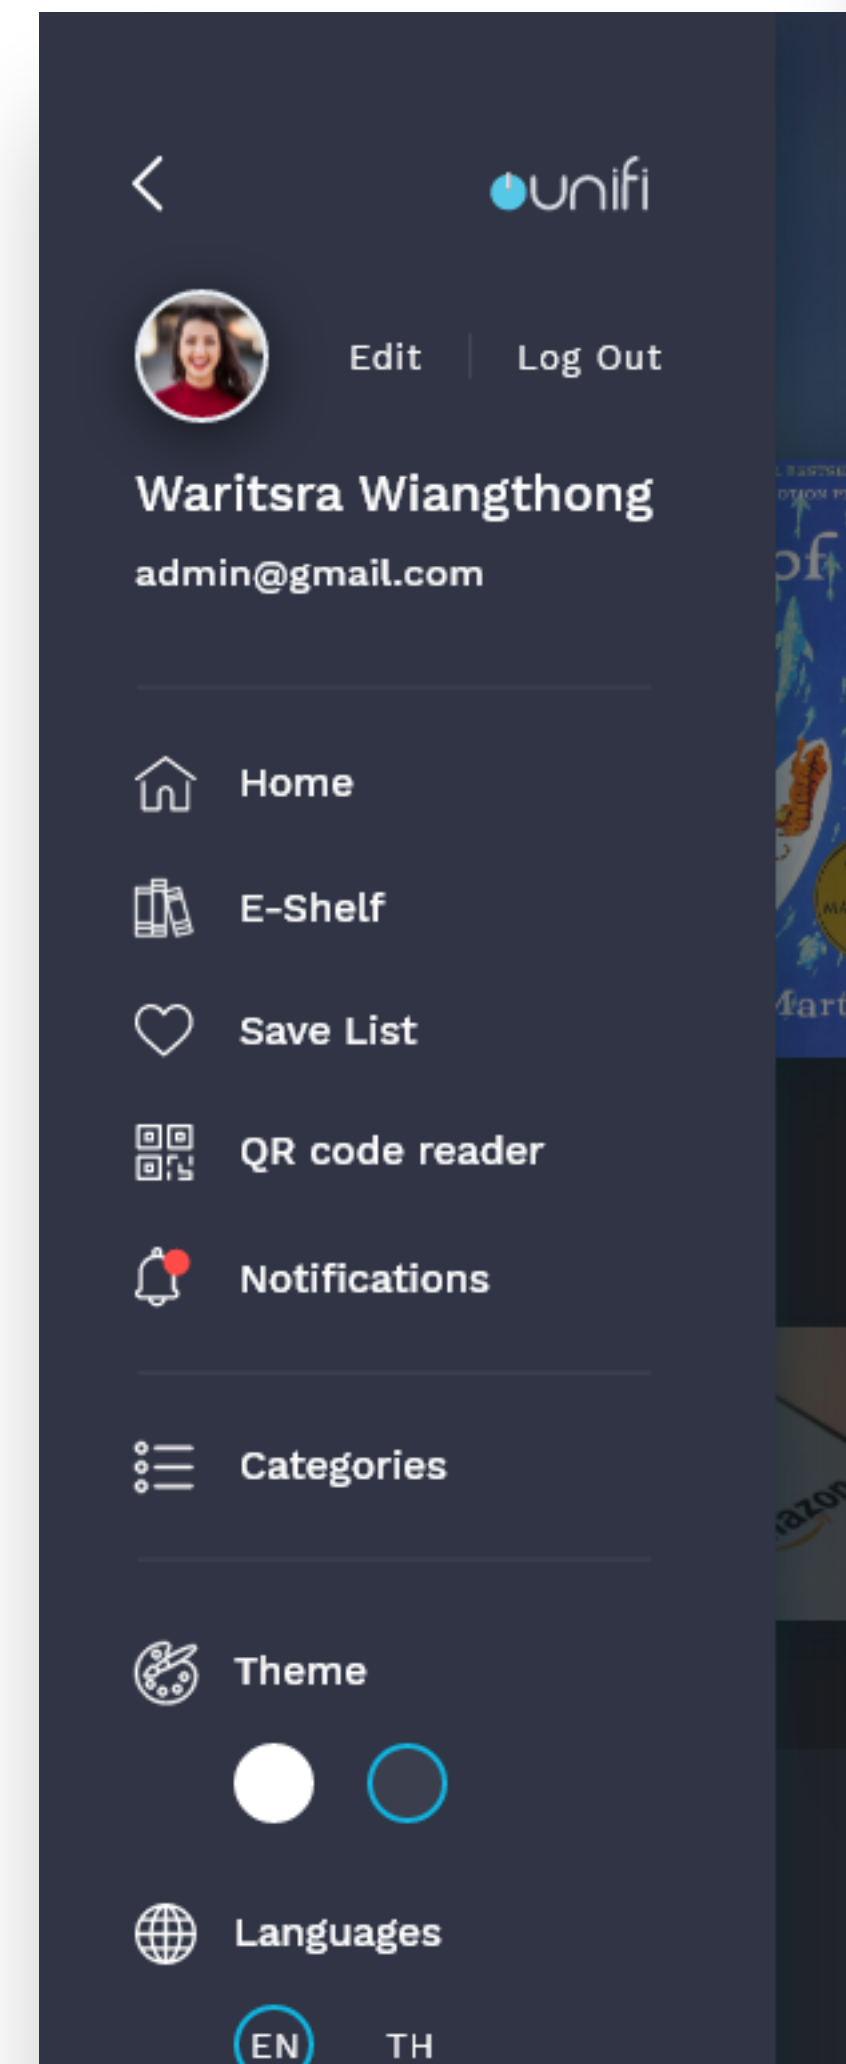 unifi
Edit
Log Out
Waritsra Wiangthong
admin@gmail.com
Home
E-Shelf
Save List
QR code reader
Notifications
Categories
Theme
Languages
EN
TH
of